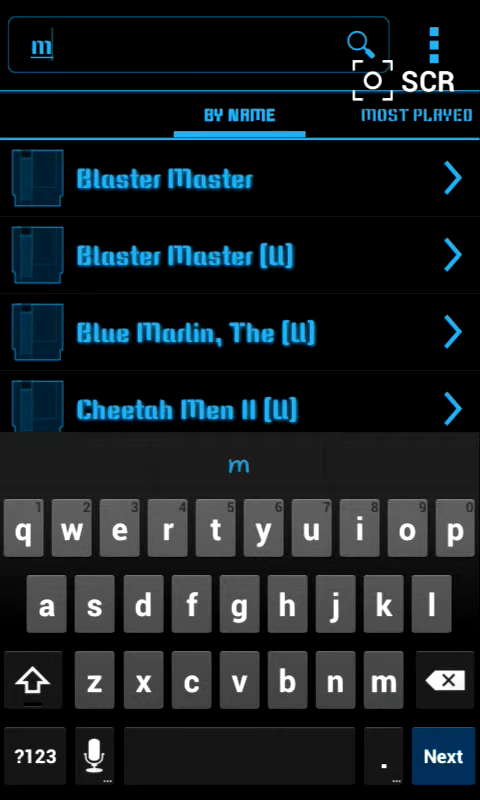 m
SCR
BY NAME
MOST PLAYED
Blaster Master
Blaster Master (U)
Blue Marlin, The (U)
Cheetah Men II (U)
m
1 2 3 4 5 6 7 8 9 0
q w e r t y u i o p
a s d f g h j k l
z x c v b n m
?123 ... . ... Next